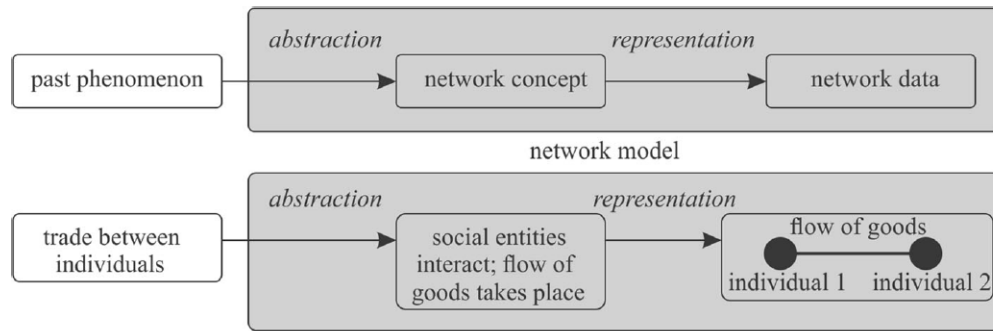 abstraction
representation
past phenomenon
network concept
network data
network model
abstraction
representation
trade between
individuals
social entities
interact; flow of
goods takes place
flow of goods
individual 1
individual 2